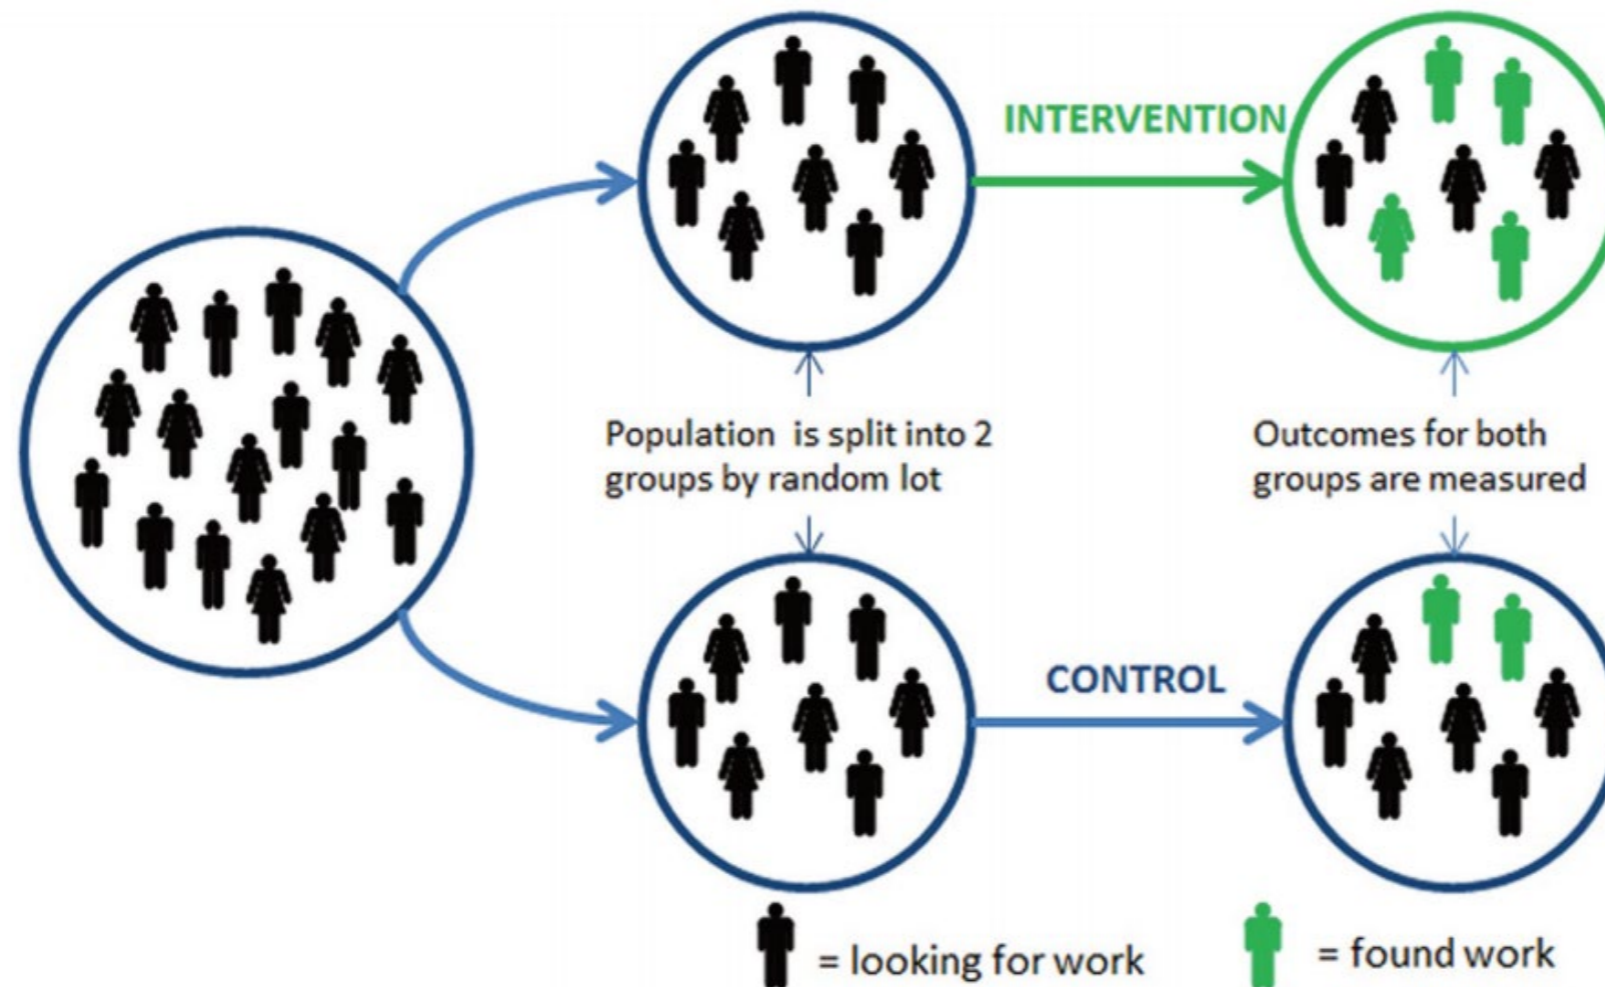 INTERVENTION
Population is split into 2
groups by random lot
Outcomes for both
groups are measured
CONTROL
= looking for work
= found work